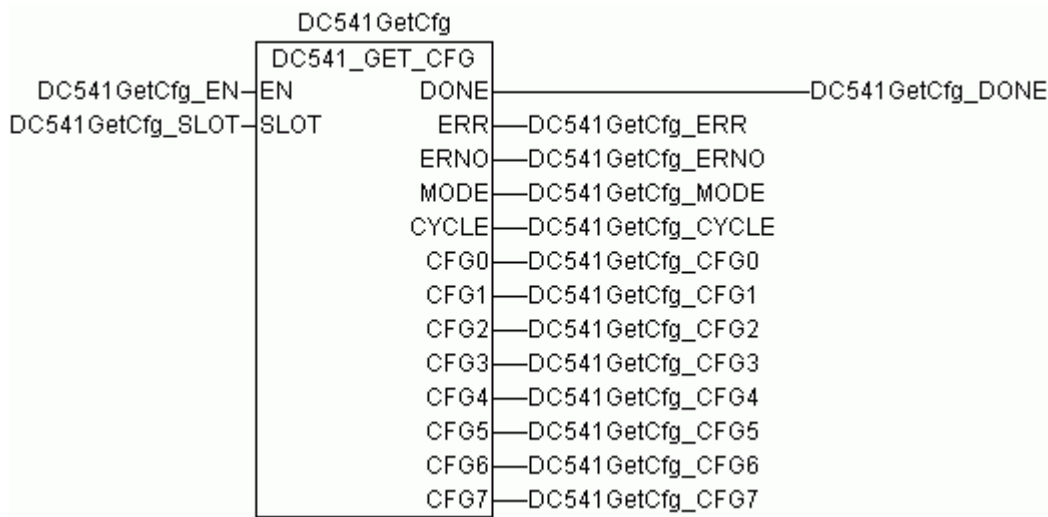 DC541GetCfg
DC541_GET_CFG
DC541GetCfg_EN EN DONE DC541GetCfg_DONE
DC541GetCfg_SLOT SLOT ERR DC541GetCfg_ERR
ERNO DC541GetCfg_ERNO
MODE DC541GetCfg_MODE
CYCLE DC541GetCfg_CYCLE
CFG0 DC541GetCfg_CFG0
CFG1 DC541GetCfg_CFG1
CFG2 DC541GetCfg_CFG2
CFG3 DC541GetCfg_CFG3
CFG4 DC541GetCfg_CFG4
CFG5 DC541GetCfg_CFG5
CFG6 DC541GetCfg_CFG6
CFG7 DC541GetCfg_CFG7